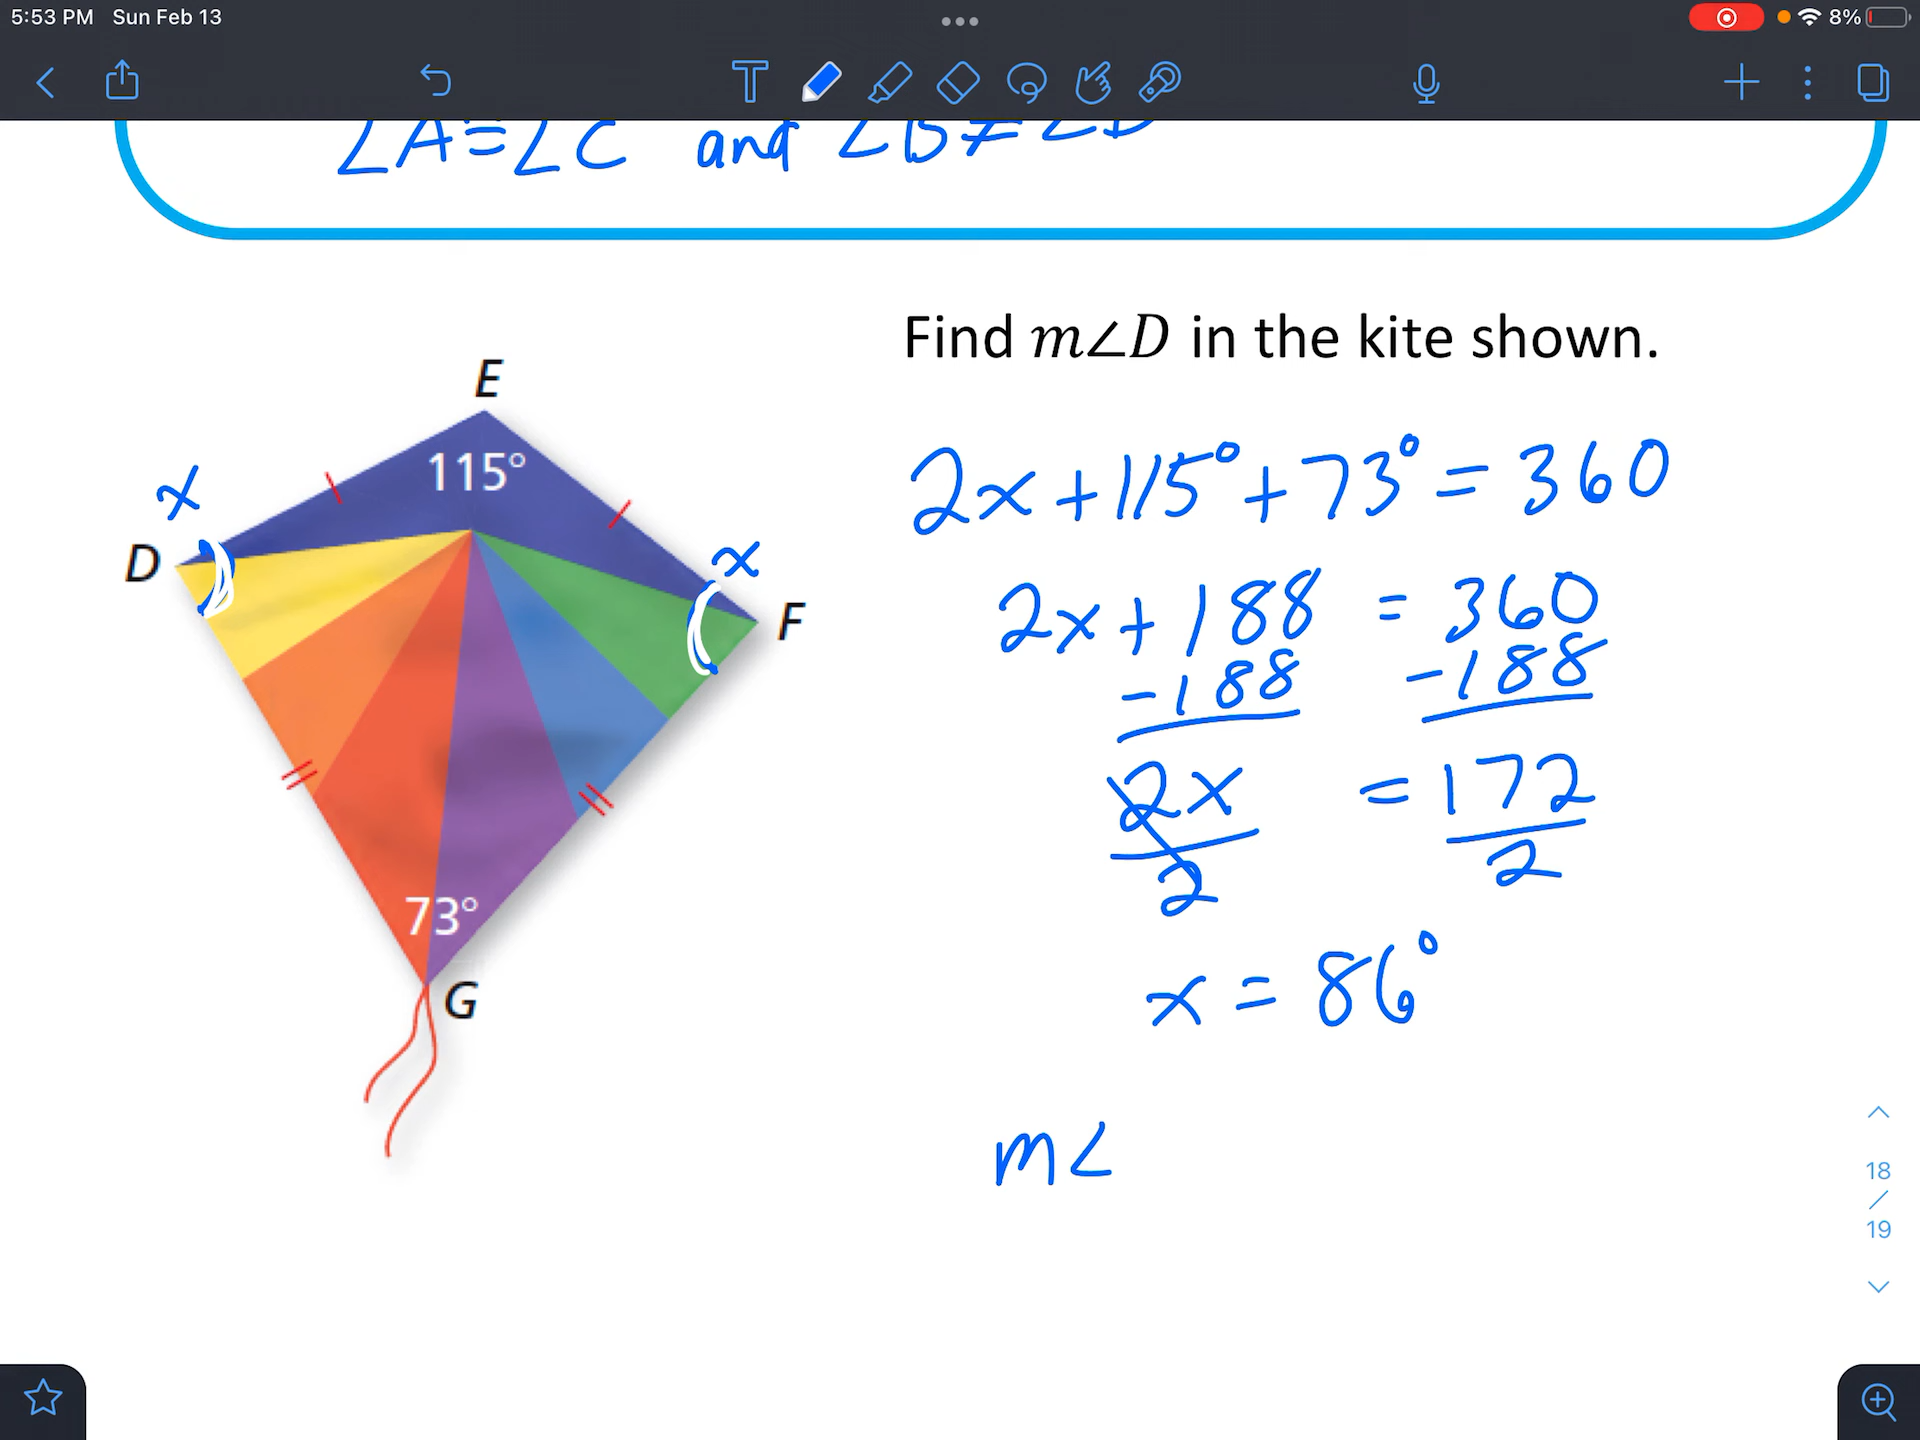 5:53 PM Sun Feb 13
8%
T
∠A≅∠C and ∠B≠∠D
Find m∠D in the kite shown.
E
115°
x
D
x
F
73°
G
2x + 115° + 73° = 360
2x + 188 = 360
-188 -188
2x = 172
2 2
x = 86°
m∠
18
/
19